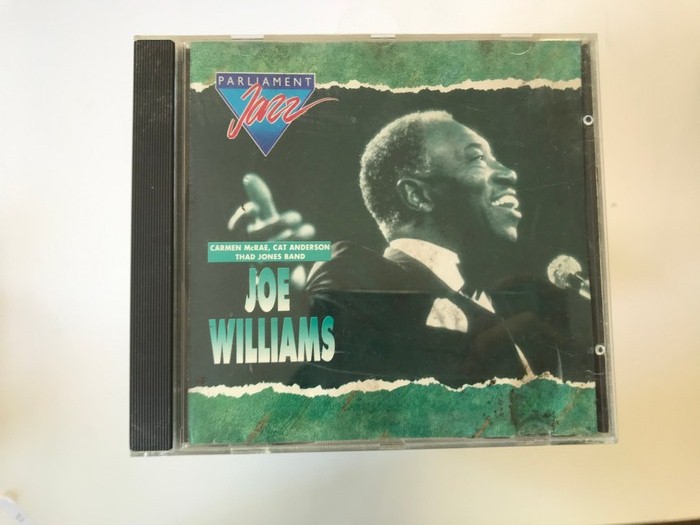 PARLIAMENT
Jazz
CARMEN McRAE, CAT ANDERSON
THAD JONES BAND
JOE
WILLIAMS